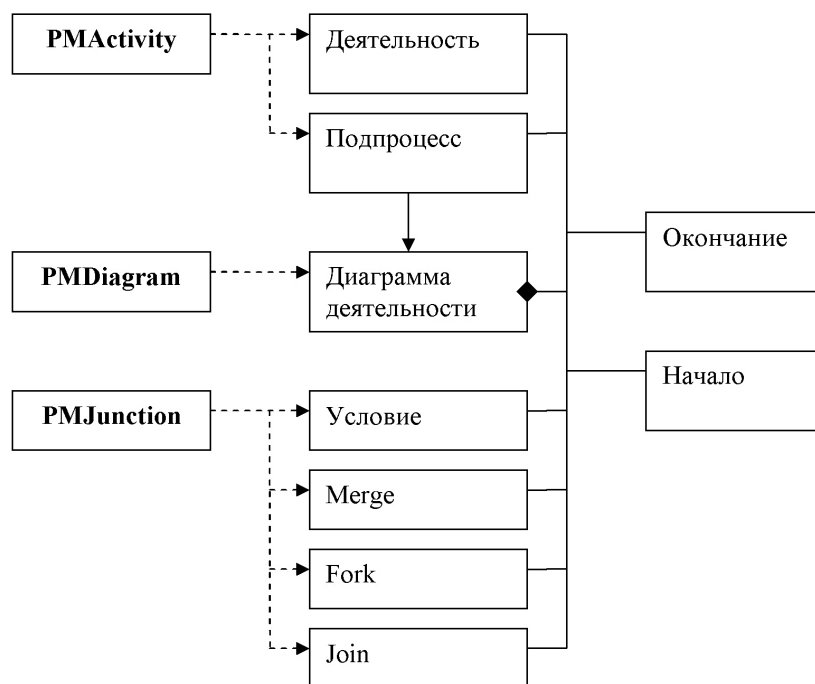 PMActivity
Деятельность
Подпроцесс
Окончание
PMDiagram
Диаграмма
деятельности
Начало
PMJunction
Условие
Merge
Fork
Join